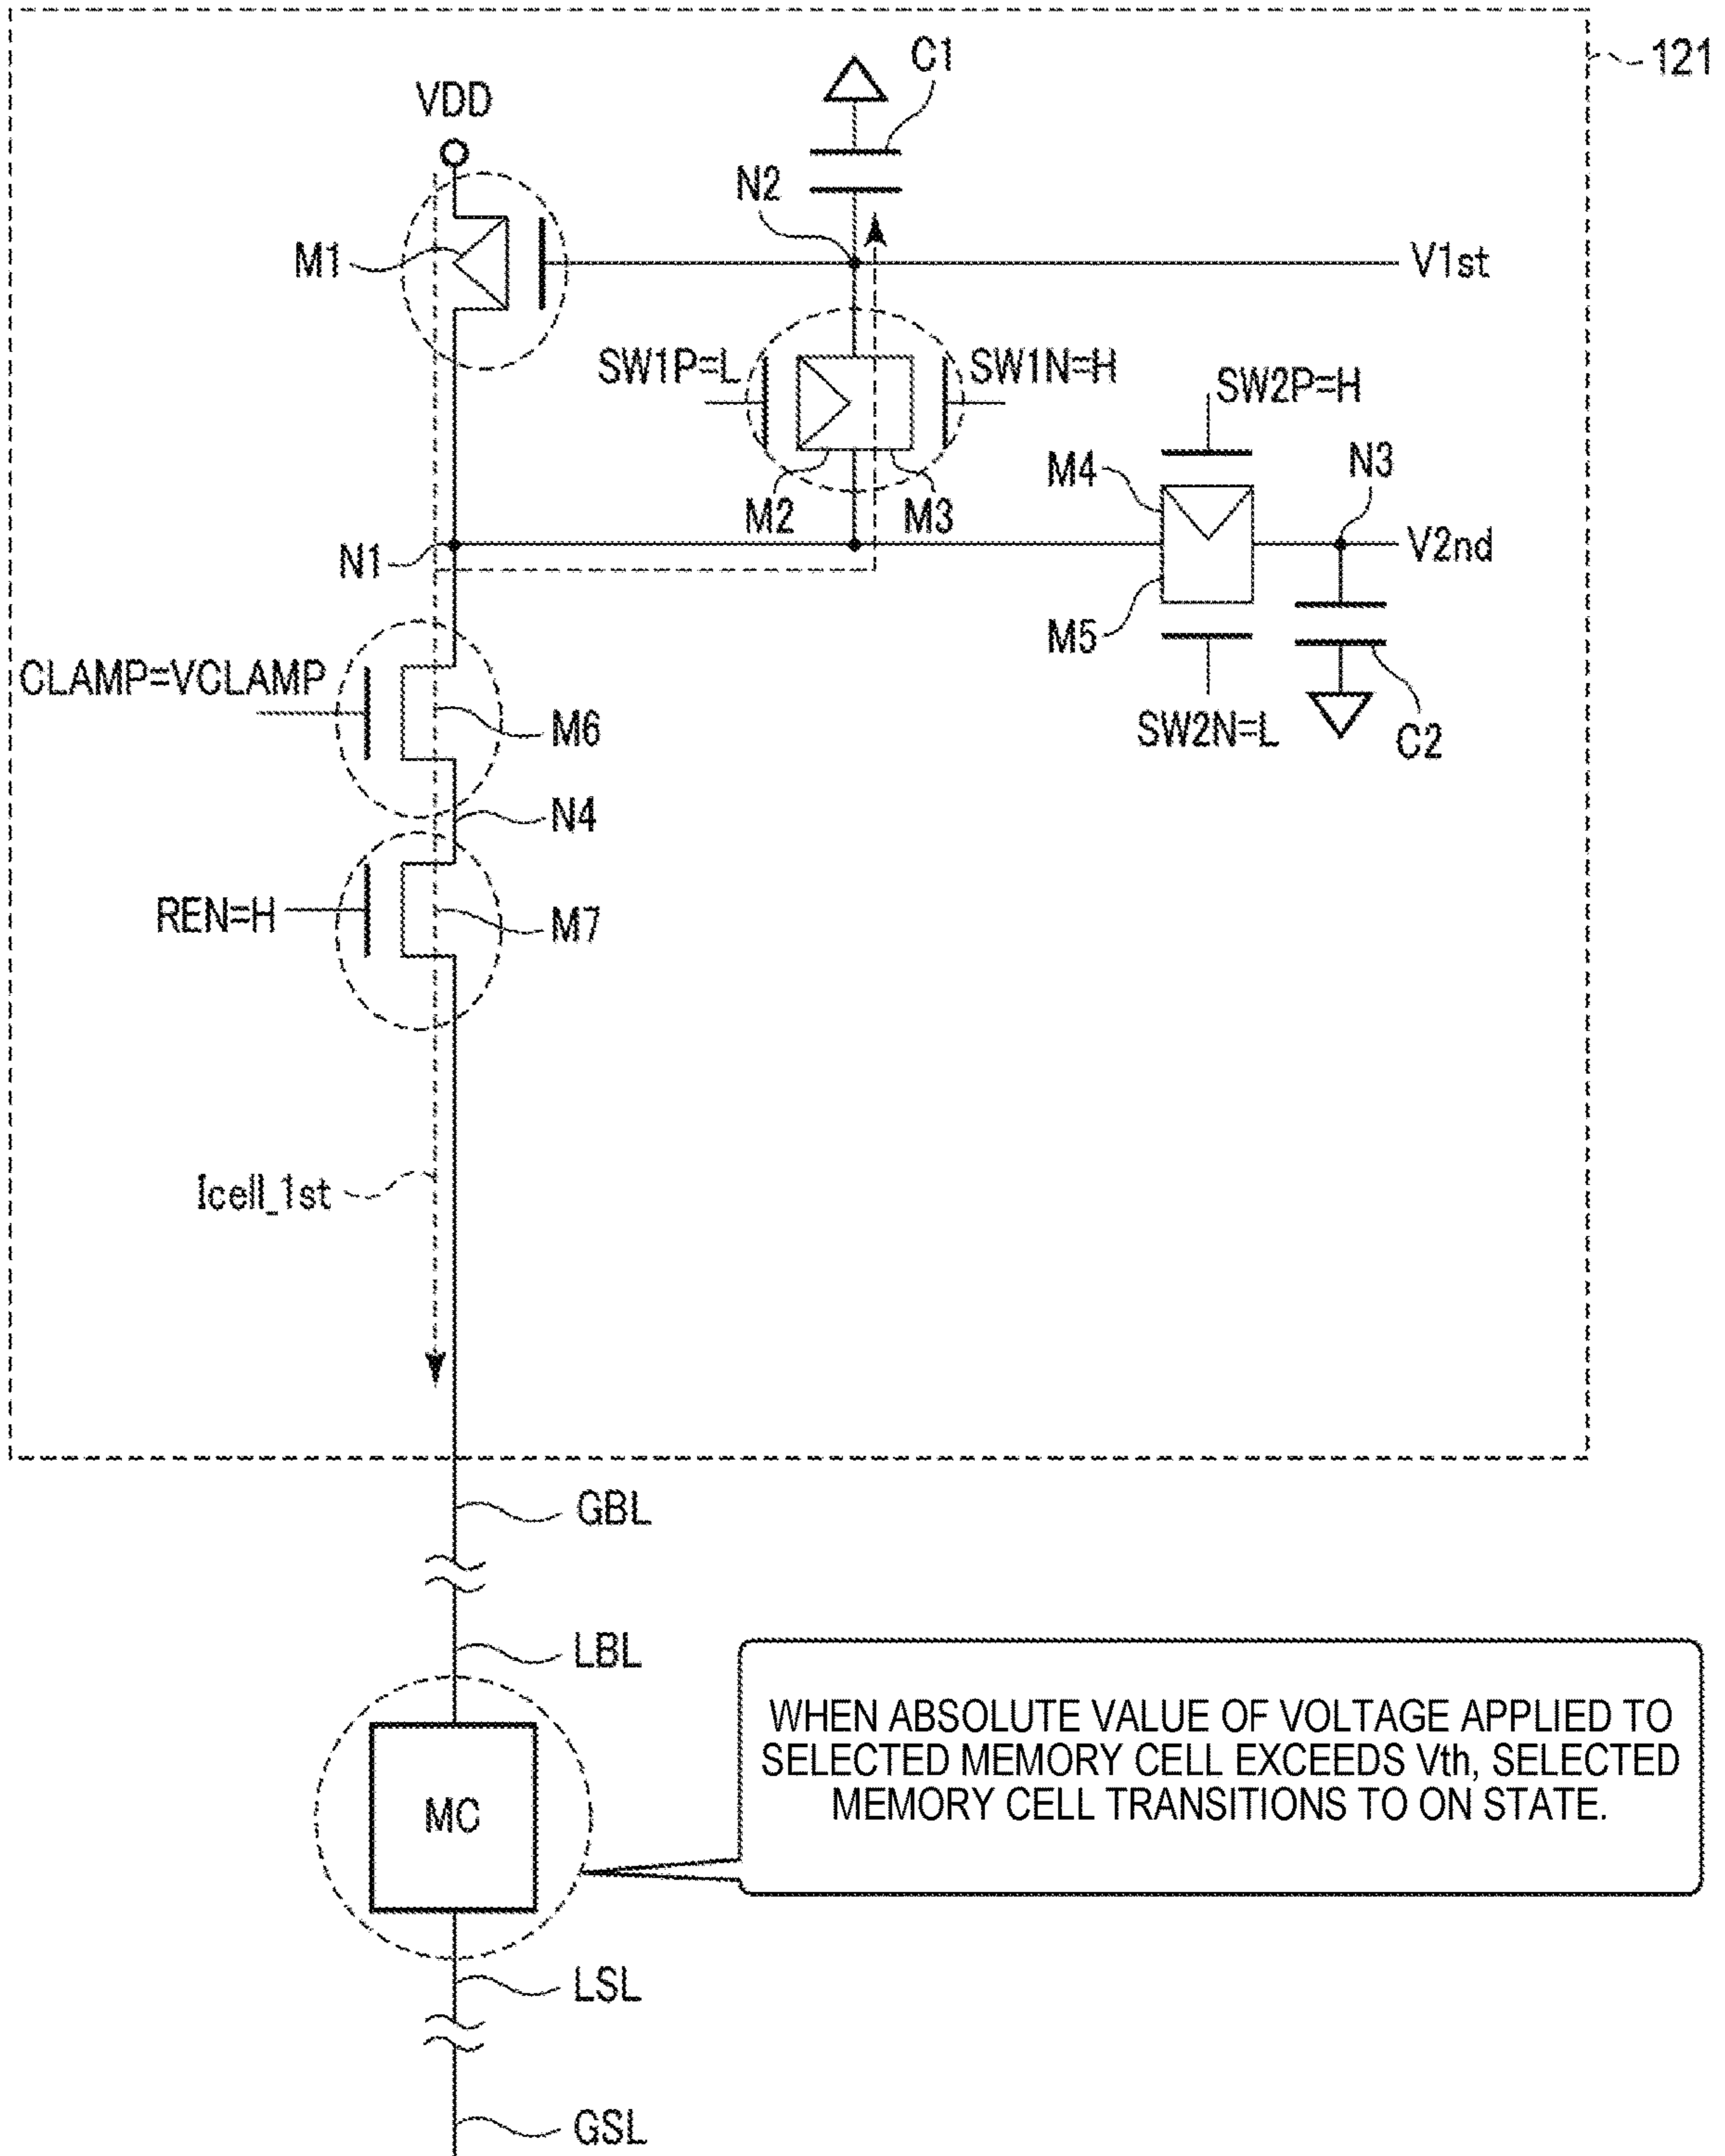 121
C1
VDD
N2
M1
V1st
SW1P=L
SW1N=H
SW2P=H
M4
N3
M2
M3
N1
V2nd
M5
CLAMP=VCLAMP
M6
SW2N=L
C2
N4
REN=H
M7
Icell_1st
GBL
LBL
WHEN ABSOLUTE VALUE OF VOLTAGE APPLIED TO
SELECTED MEMORY CELL EXCEEDS Vth, SELECTED
MEMORY CELL TRANSITIONS TO ON STATE.
MC
LSL
GSL